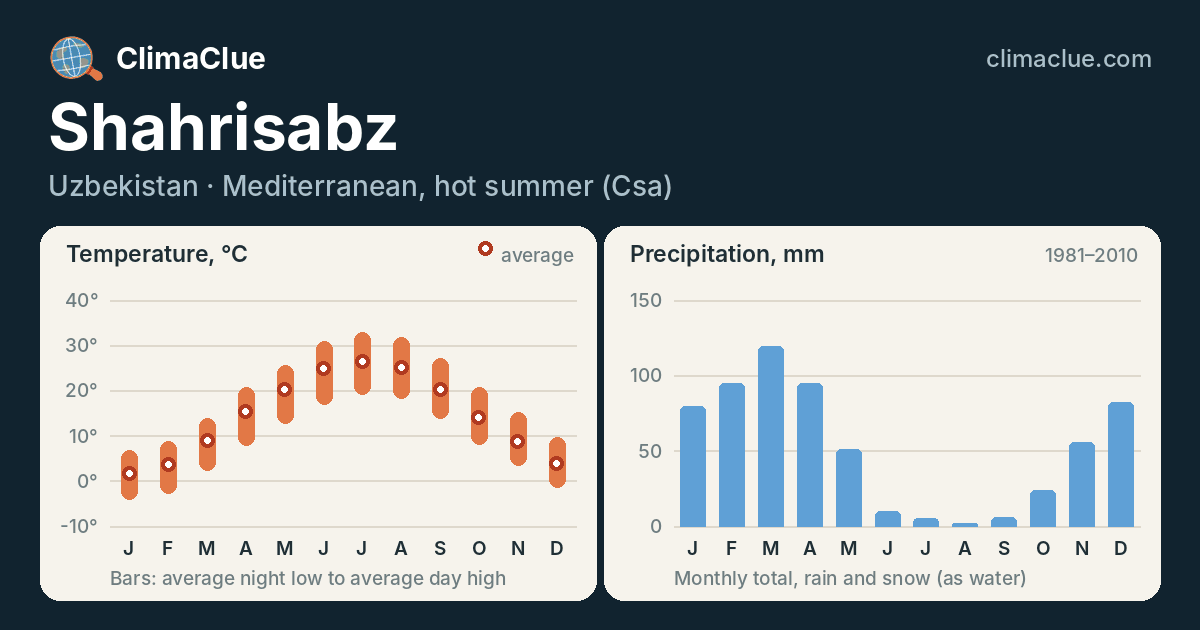 ClimaClue
climaclue.com
Shahrisabz
Uzbekistan · Mediterranean, hot summer (Csa)
Temperature, °C
average
40°
30°
20°
10°
0°
-10°
J F M A M J J A S O N D
Bars: average night low to average day high
Precipitation, mm
1981–2010
150
100
50
0
J F M A M J J A S O N D
Monthly total, rain and snow (as water)